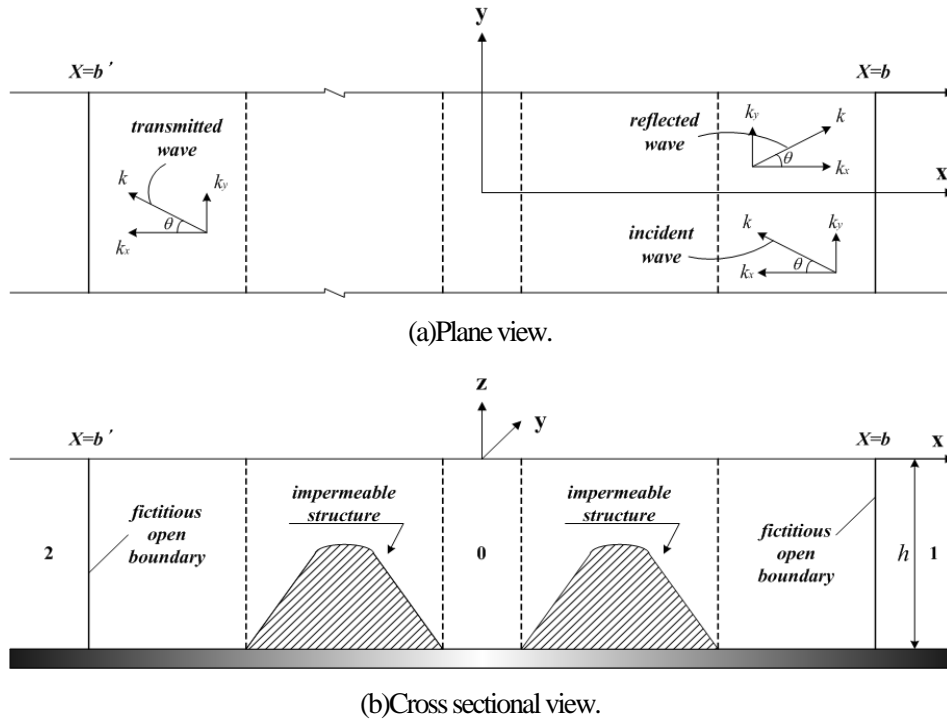 y
X=b′
X=b
transmitted
wave
k
k_y
θ
k_x
reflected
wave
k_y
k
θ
k_x
x
incident
wave
k
k_y
k_x
θ
(a)Plane view.
z
y
X=b′
X=b
x
fictitious
open
boundary
impermeable
structure
impermeable
structure
fictitious
open
boundary
2
0
h
1
(b)Cross sectional view.